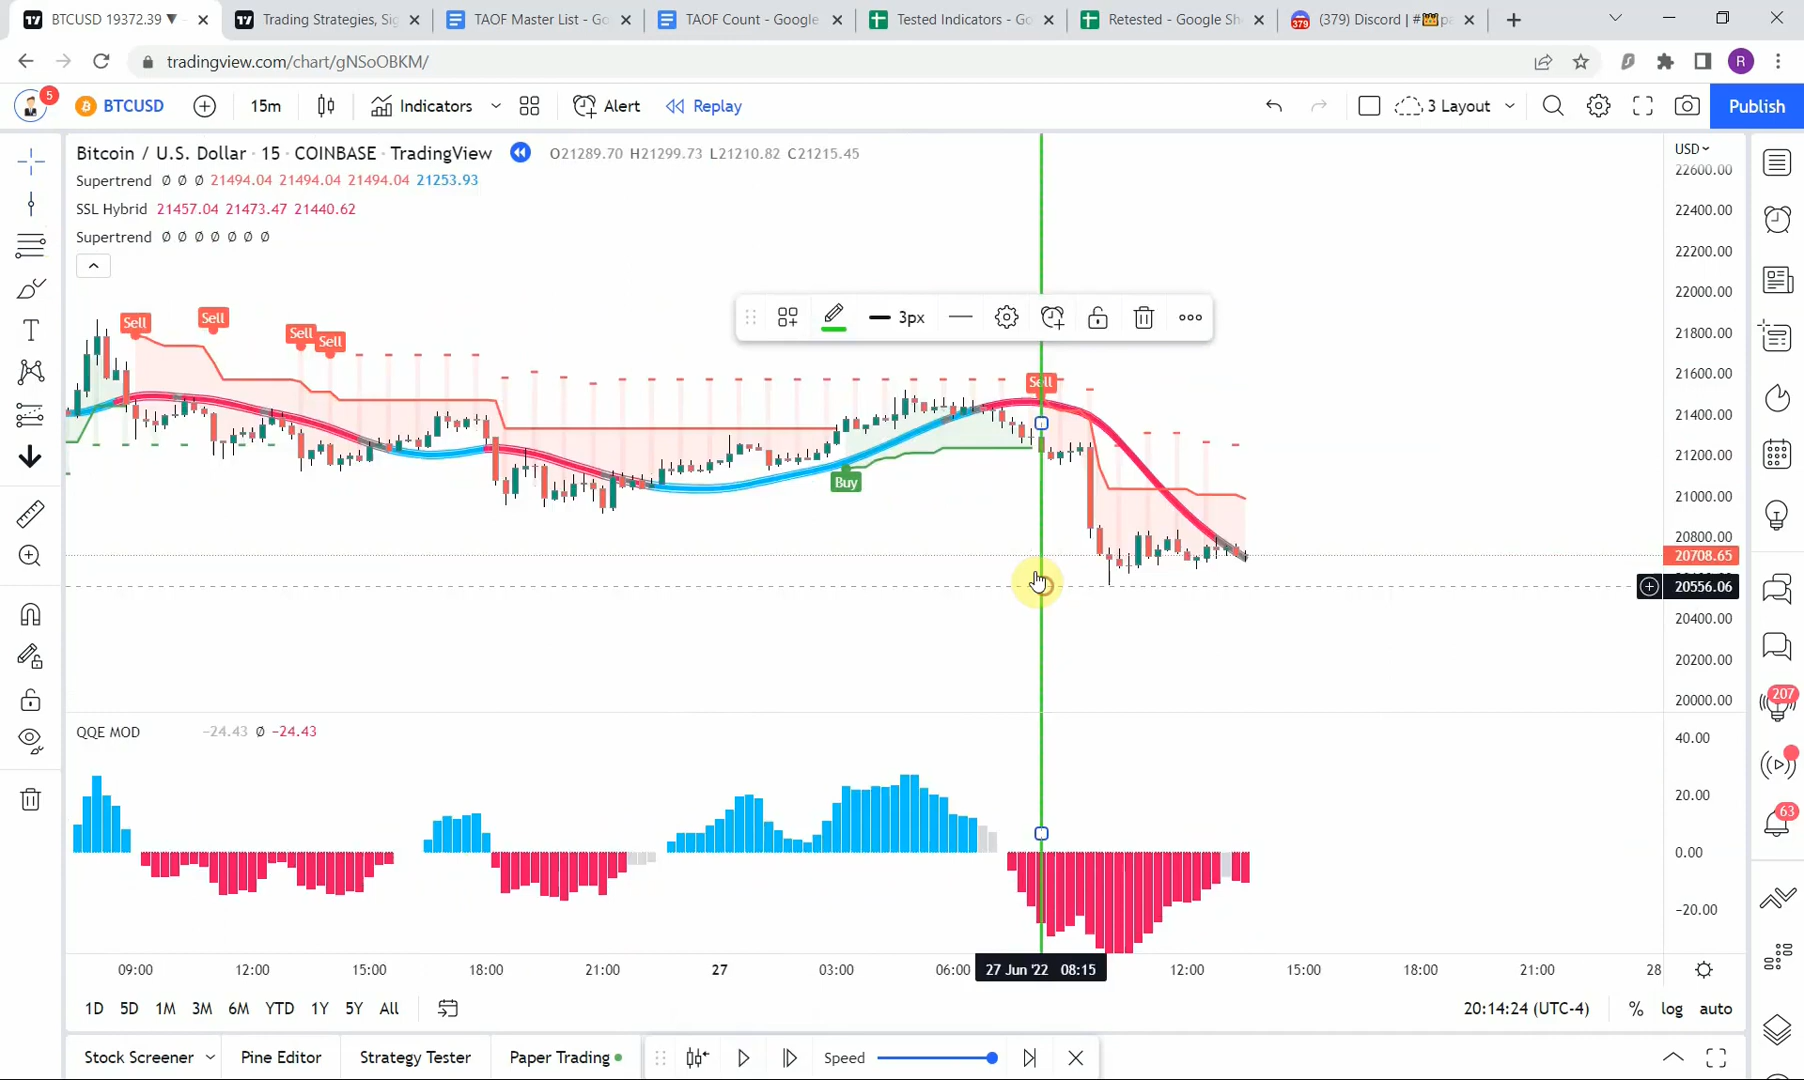 BTCUSD 19372.39 ▼
Trading Strategies, Si
TAOF Master List - Go
TAOF Count - Google
Tested Indicators - Go
Retested - Google Sh
379
(379) Discord | #
tradingview.com/chart/gNSoOBKM/
R
5
BTCUSD
15m
Indicators
Alert
Replay
3 Layout
Publish
Bitcoin / U.S. Dollar · 15 · COINBASE · TradingView
O21289.70 H21299.73 L21210.82 C21215.45
Supertrend Ø Ø Ø 21494.04 21494.04 21494.04 21253.93
SSL Hybrid 21457.04 21473.47 21440.62
Supertrend Ø Ø Ø Ø Ø Ø Ø
USD
22600.00
22400.00
22200.00
22000.00
21800.00
21600.00
21400.00
21200.00
21000.00
20800.00
20708.65
20556.06
20400.00
20200.00
20000.00
3px
Sell
Sell
Sell
Sell
Sell
Buy
207
63
QQE MOD −24.43 Ø −24.43
40.00
20.00
0.00
−20.00
09:00 12:00 15:00 18:00 21:00 27 03:00 06:00 27 Jun '22 08:15 12:00 15:00 18:00 21:00 28
1D 5D 1M 3M 6M YTD 1Y 5Y All
20:14:24 (UTC-4) % log auto
Stock Screener Pine Editor Strategy Tester Paper Trading Speed